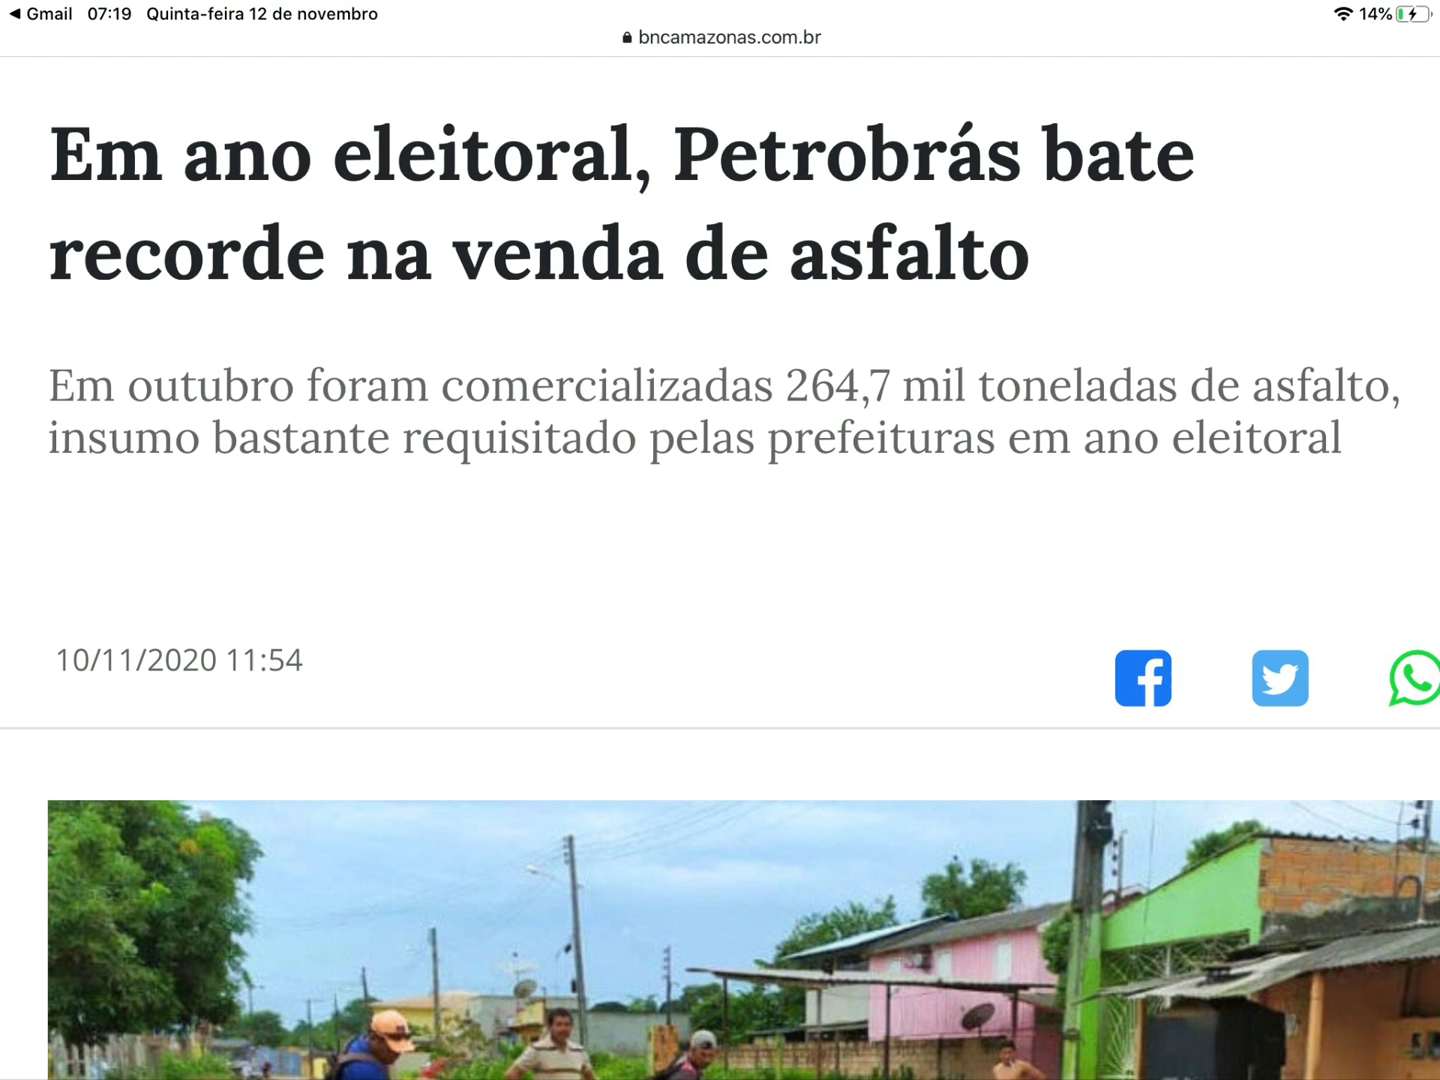 Gmail 07:19 Quinta-feira 12 de novembro 14%
bncamazonas.com.br
Em ano eleitoral, Petrobrás bate
recorde na venda de asfalto
Em outubro foram comercializadas 264,7 mil toneladas de asfalto,
insumo bastante requisitado pelas prefeituras em ano eleitoral
10/11/2020 11:54